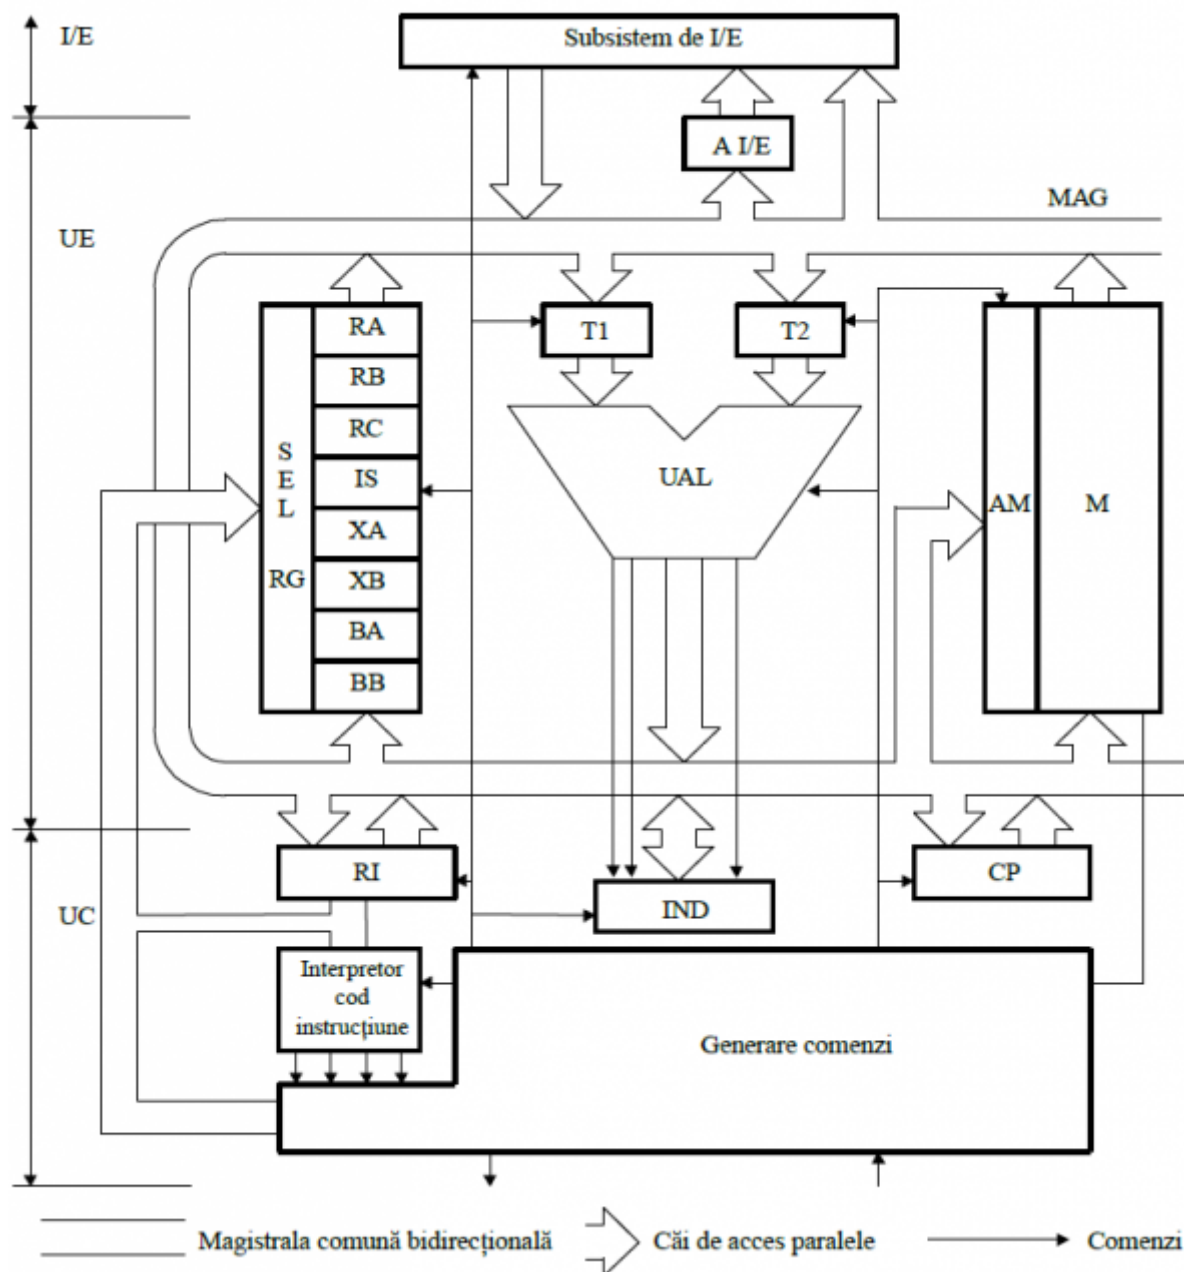 I/E
Subsistem de I/E
A I/E
MAG
UE
RA
T1
T2
RB
RC
S
E
L
RG
IS
UAL
AM
M
XA
XB
BA
BB
RI
CP
IND
UC
Interpretor
cod
instrucțiune
Generare comenzi
Magistrala comună bidirecțională
Căi de acces paralele
Comenzi